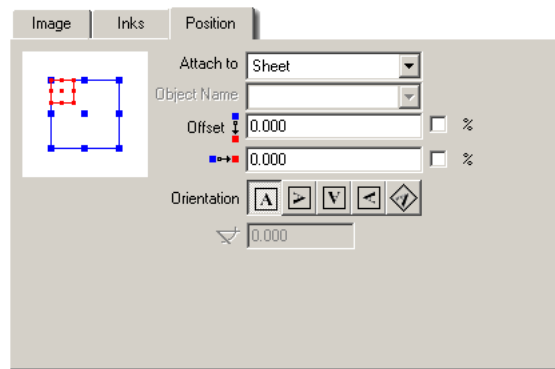 Image Inks Position
Attach to Sheet
Object Name
Offset 0.000 %
0.000 %
Orientation A A A A A
0.000